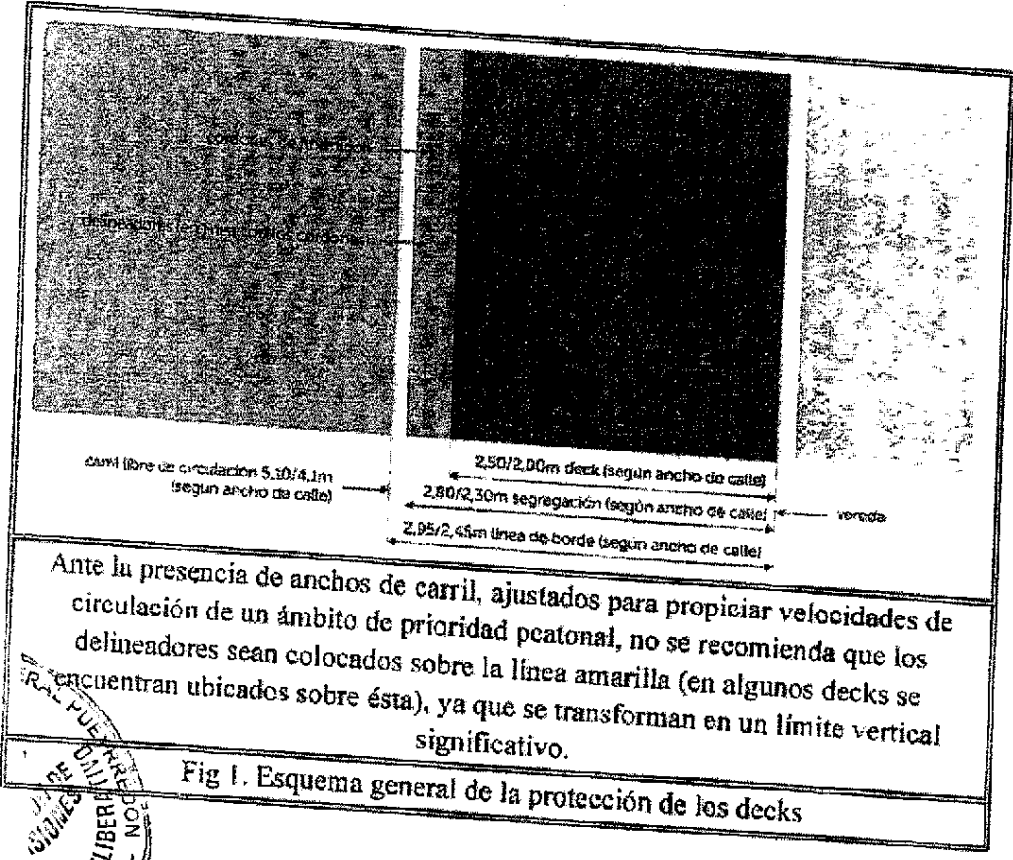 delineadores
carril libre de circulación 5,10/4,1m
(según ancho de calle)
2,50/2,00m deck (según ancho de calle)
2,80/2,30m segregación (según ancho de calle)
vereda
2,95/2,45m línea de borde (según ancho de calle)
Ante la presencia de anchos de carril, ajustados para propiciar velocidades de
circulación de un ámbito de prioridad peatonal, no se recomienda que los
delineadores sean colocados sobre la línea amarilla (en algunos decks se
encuentran ubicados sobre ésta), ya que se transforman en un límite vertical
significativo.
Fig 1. Esquema general de la protección de los decks